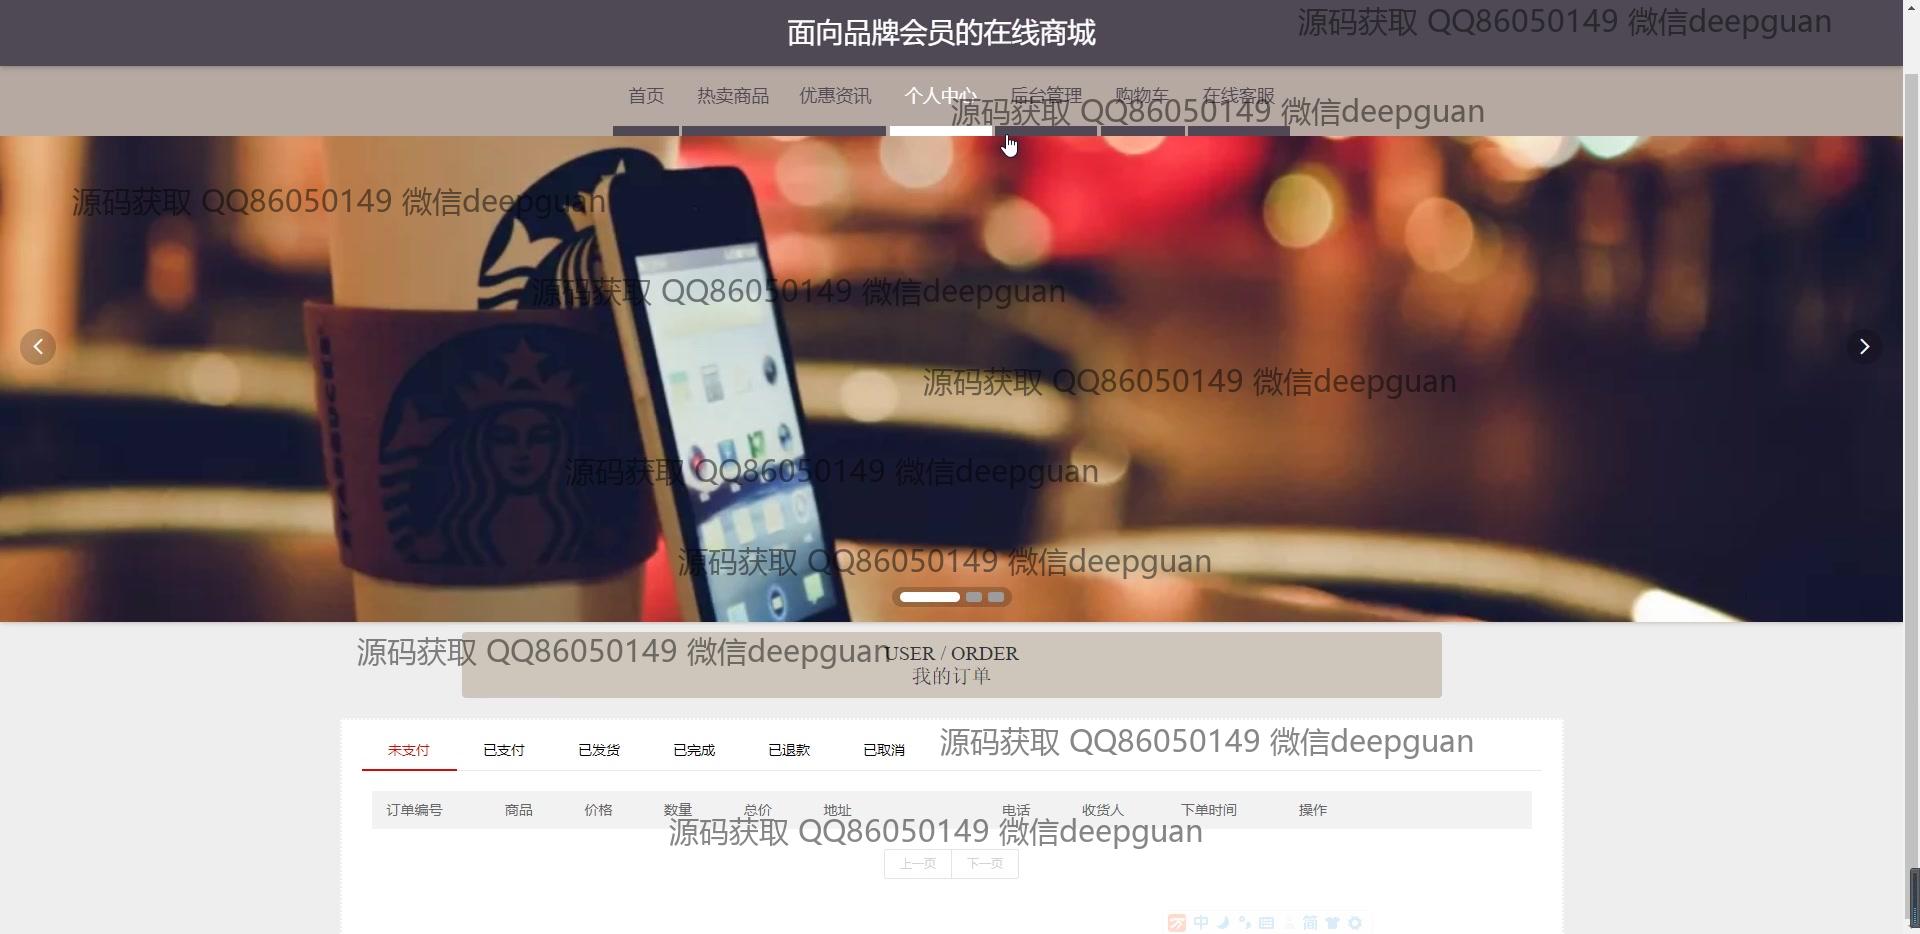 面向品牌会员的在线商城
源码获取 QQ86050149 微信deepguan
首页 热卖商品 优惠资讯 个人中心 后台管理 购物车 在线客服
源码获取 QQ86050149 微信deepguan
源码获取 QQ86050149 微信deepguan
源码获取 QQ86050149 微信deepguan
源码获取 QQ86050149 微信deepguan
源码获取 QQ86050149 微信deepguan
源码获取 QQ86050149 微信deepguan
源码获取 QQ86050149 微信deepguan
USER / ORDER
我的订单
未支付 已支付 已发货 已完成 已退款 已取消
源码获取 QQ86050149 微信deepguan
订单编号 商品 价格 数量 总价 地址 电话 收货人 下单时间 操作
源码获取 QQ86050149 微信deepguan
上一页 下一页
中 简